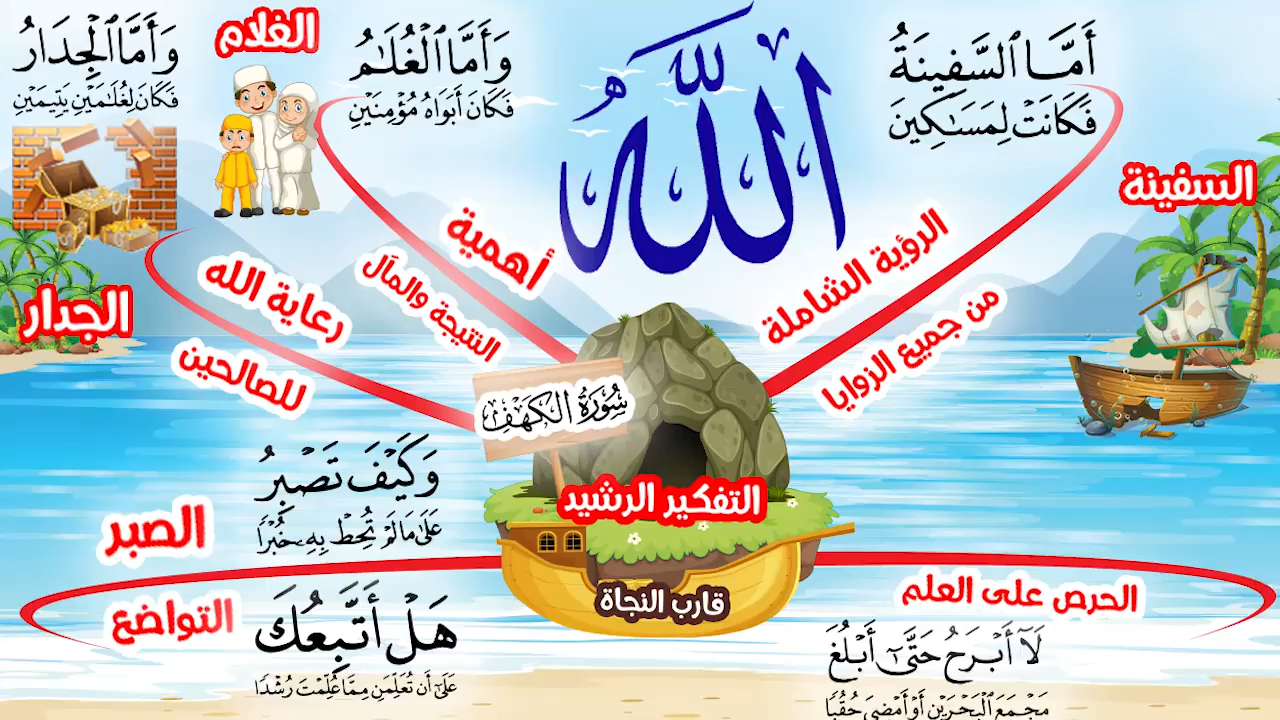 الله
أَمَّا ٱلسَّفِينَةُ
فَكَانَتْ لِمَسَٰكِينَ
السفينة
الرؤية الشاملة
من جميع الزوايا
وَأَمَّا ٱلْغُلَٰمُ
فَكَانَ أَبَوَاهُ مُؤْمِنَيْنِ
الغلام
أهمية
النتيجة والمآل
وَأَمَّا ٱلْجِدَارُ
فَكَانَ لِغُلَٰمَيْنِ يَتِيمَيْنِ
الجدار
رعاية الله
للصالحين
سُورَةُ الكَهْفِ
التفكير الرشيد
قارب النجاة
الحرص على العلم
لَآ أَبْرَحُ حَتَّىٰٓ أَبْلُغَ
مَجْمَعَ ٱلْبَحْرَيْنِ أَوْ أَمْضِيَ حُقُبًا
وَكَيْفَ تَصْبِرُ
عَلَىٰ مَا لَمْ تُحِطْ بِهِۦ خُبْرًا
الصبر
هَلْ أَتَّبِعُكَ
عَلَىٰٓ أَن تُعَلِّمَنِ مِمَّا عُلِّمْتَ رُشْدًا
التواضع